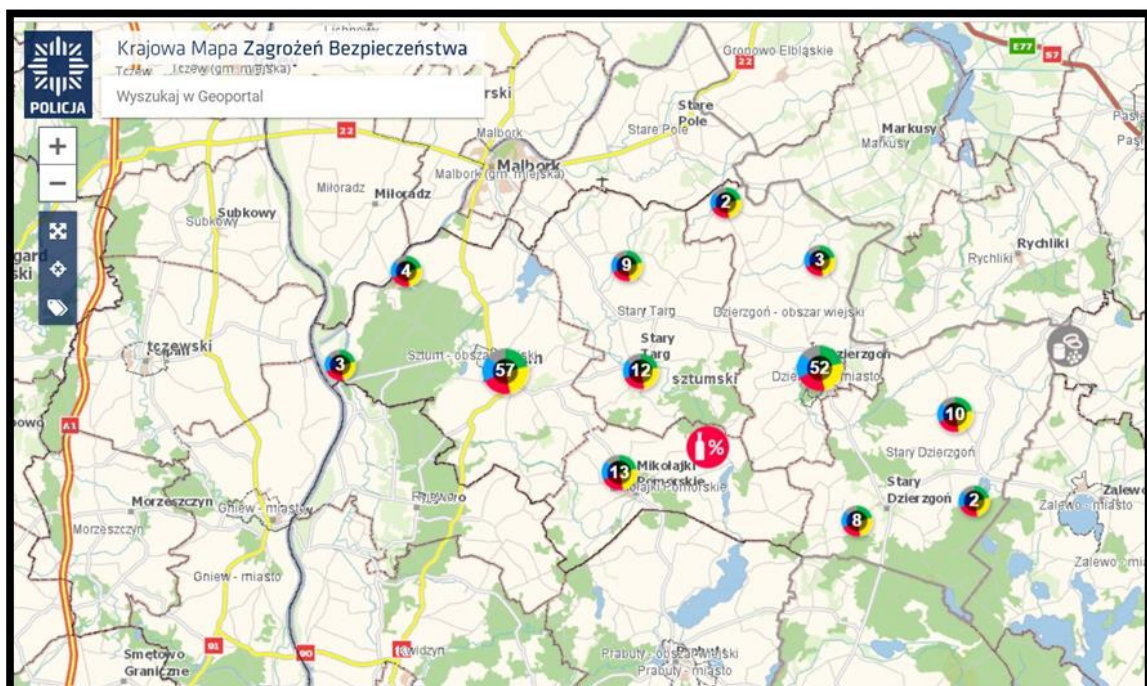 Krajowa Mapa Zagrożeń Bezpieczeństwa
POLICJA
Tczew
Tczew (gm. miejska)
Wyszukaj w Geoportal
+
−
Gronowo Elbląskie
22
E77
S7
Stare
Pole
Stare Pole
Markusy
Markusy
22
Malbork
Malbork
Malbork (gm. miejska)
Miłoradz
Miłoradz
Subkowy
Subkowy
2
Rychliki
Rychliki
4
9
3
Stary Targ
Dzierzgoń - obszar wiejski
tczewski
Stary
Targ
3
57
12
sztumski
52
A1
10
Stary Dzierzgoń
%
13
Mikołajki
Pomorskie
Morzeszczyn
Morzeszczyn
Gniew - miasto
Stary
Dzierzgoń
2
8
Zalewo
Zalewo - miasto
Gniew - miasto
91
90
Kwidzyn
Smętowo
Graniczne
Prabuty - obszar wiejski
Prabuty - miasto